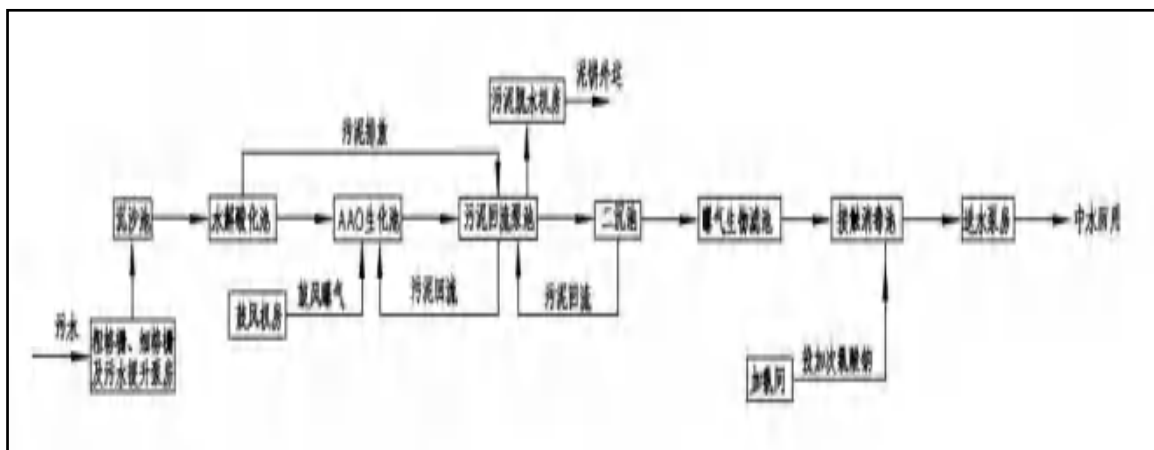 泥饼外运
污泥脱水机房
污泥排放
沉沙池
水解酸化池
AAO生化池
污泥回流泵池
二沉池
曝气生物滤池
接触消毒池
送水泵房
中水回用
鼓风曝气
污泥回流
污泥回流
鼓风机房
污水
粗格栅、细格栅
及污水提升泵房
加氯间
投加次氯酸钠